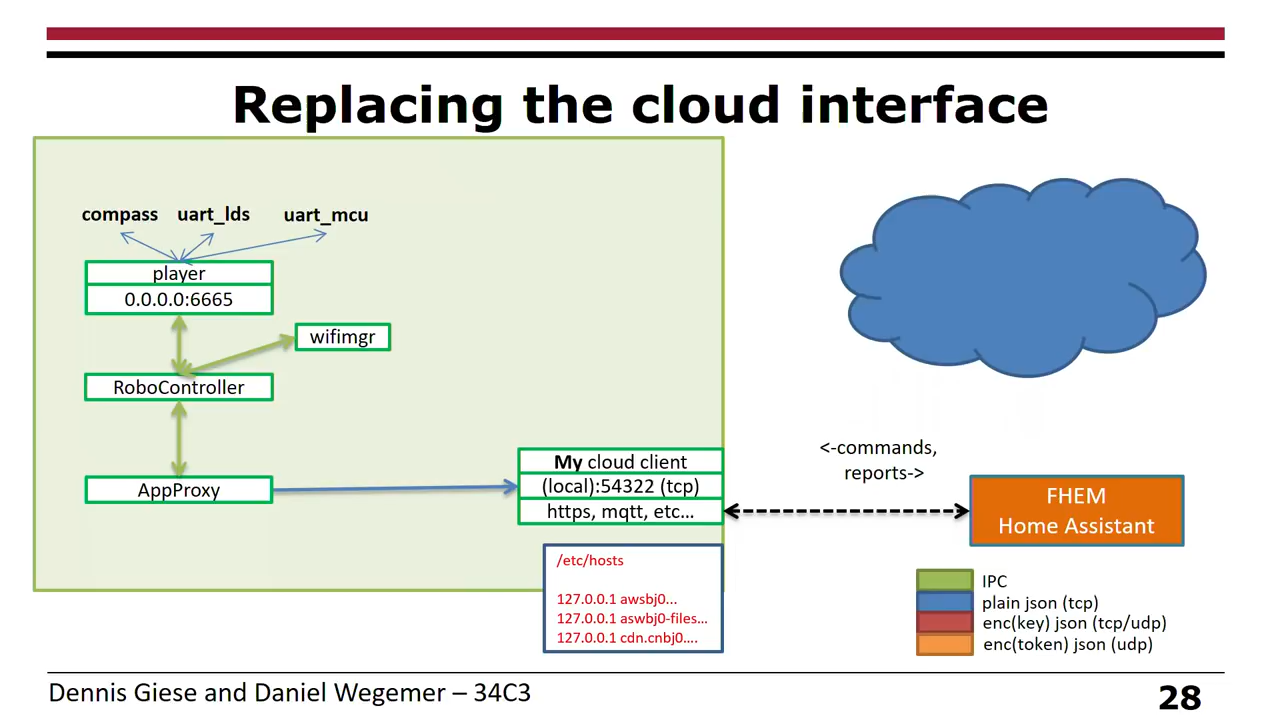 Replacing the cloud interface
compass uart_lds uart_mcu
player
0.0.0.0:6665
wifimgr
RoboController
AppProxy
My cloud client
(local):54322 (tcp)
https, mqtt, etc...
/etc/hosts
127.0.0.1 awsbj0...
127.0.0.1 aswbj0-files...
127.0.0.1 cdn.cnbj0....
<-commands,
reports->
FHEM
Home Assistant
IPC
plain json (tcp)
enc(key) json (tcp/udp)
enc(token) json (udp)
Dennis Giese and Daniel Wegemer – 34C3
28